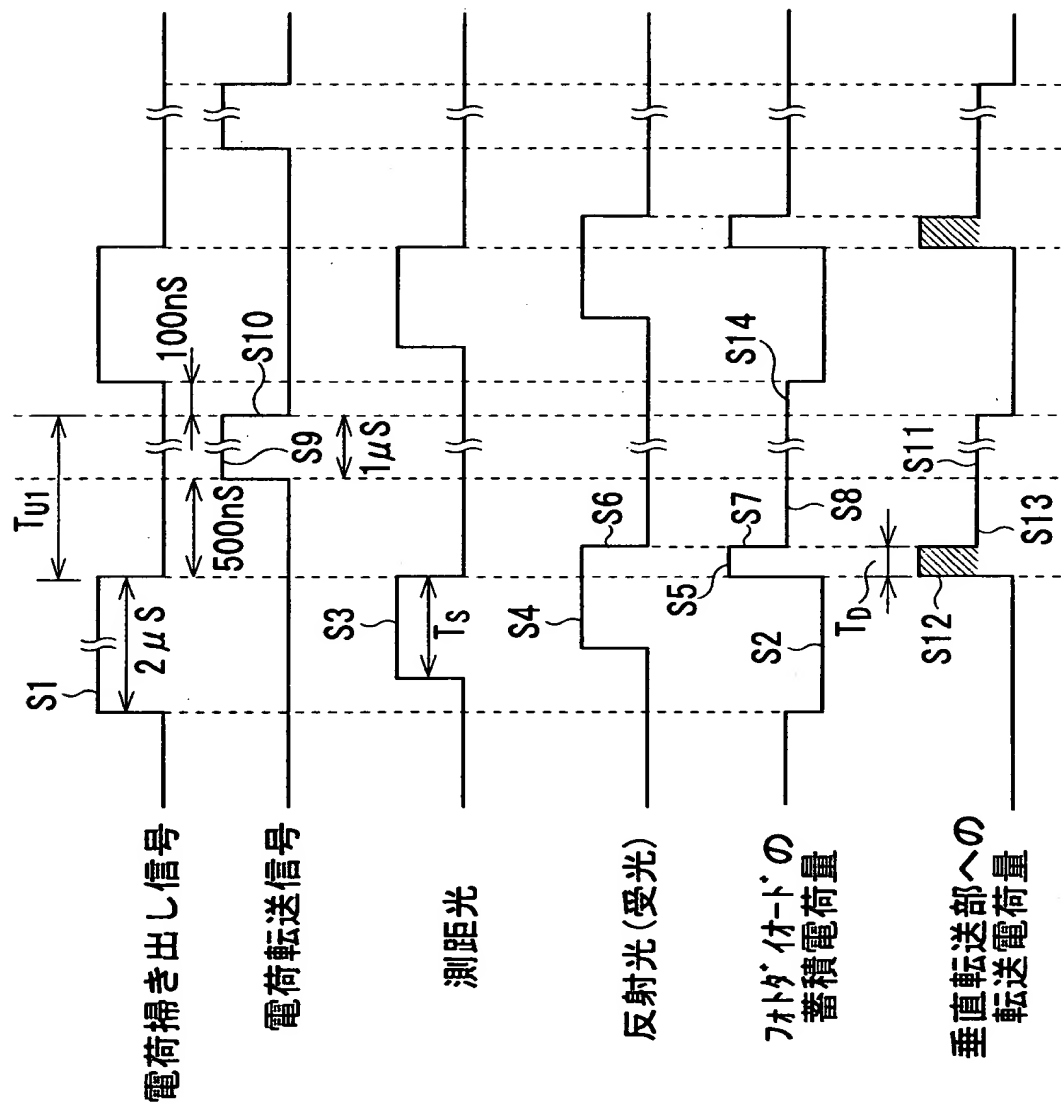 電荷掃き出し信号
電荷転送信号
測距光
反射光(受光)
フォトダイオードの
蓄積電荷量
垂直転送部への
転送電荷量
S1
2μS
TU1
500nS
S9
1μS
100nS
S10
S3
TS
S4
S6
S5
S7
S2
S8
S14
TD
S12
S13
S11